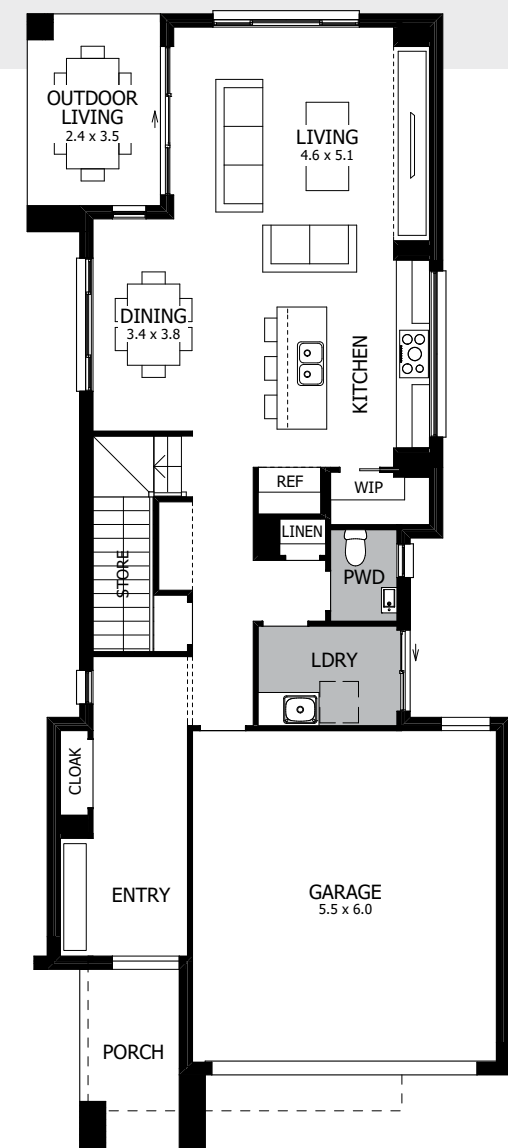 OUTDOOR
LIVING
2.4 x 3.5
LIVING
4.6 x 5.1
DINING
3.4 x 3.8
KITCHEN
REF
WIP
LINEN
STORE
PWD
LDRY
CLOAK
ENTRY
GARAGE
5.5 x 6.0
PORCH